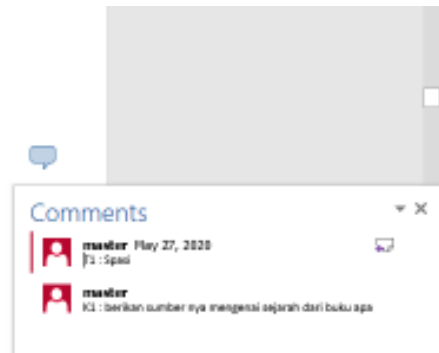 Comments
master May 27, 2020
T1 : Spasi
master
K1 : berikan sumber nya mengenai sejarah dari buku apa